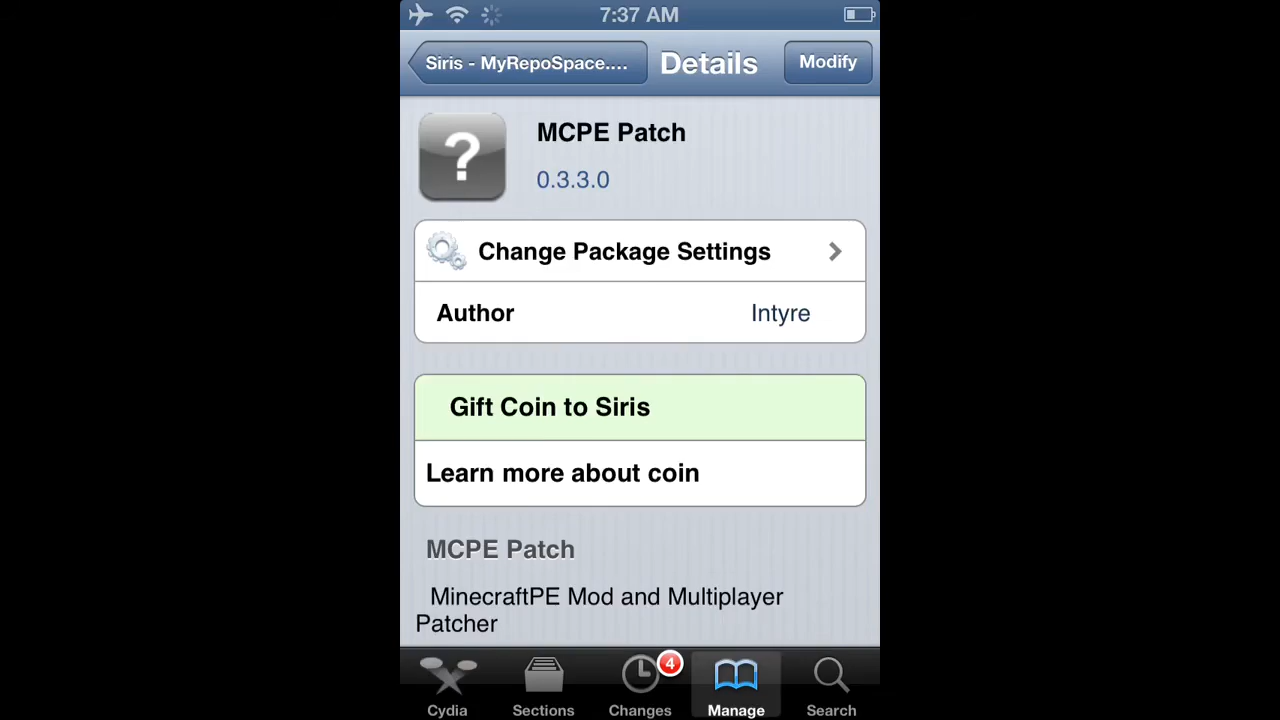 7:37 AM
Siris - MyRepoSpace....
Details
Modify
?
MCPE Patch
0.3.3.0
Change Package Settings
Author
Intyre
Gift Coin to Siris
Learn more about coin
MCPE Patch
MinecraftPE Mod and Multiplayer
Patcher
4
Cydia
Sections
Changes
Manage
Search